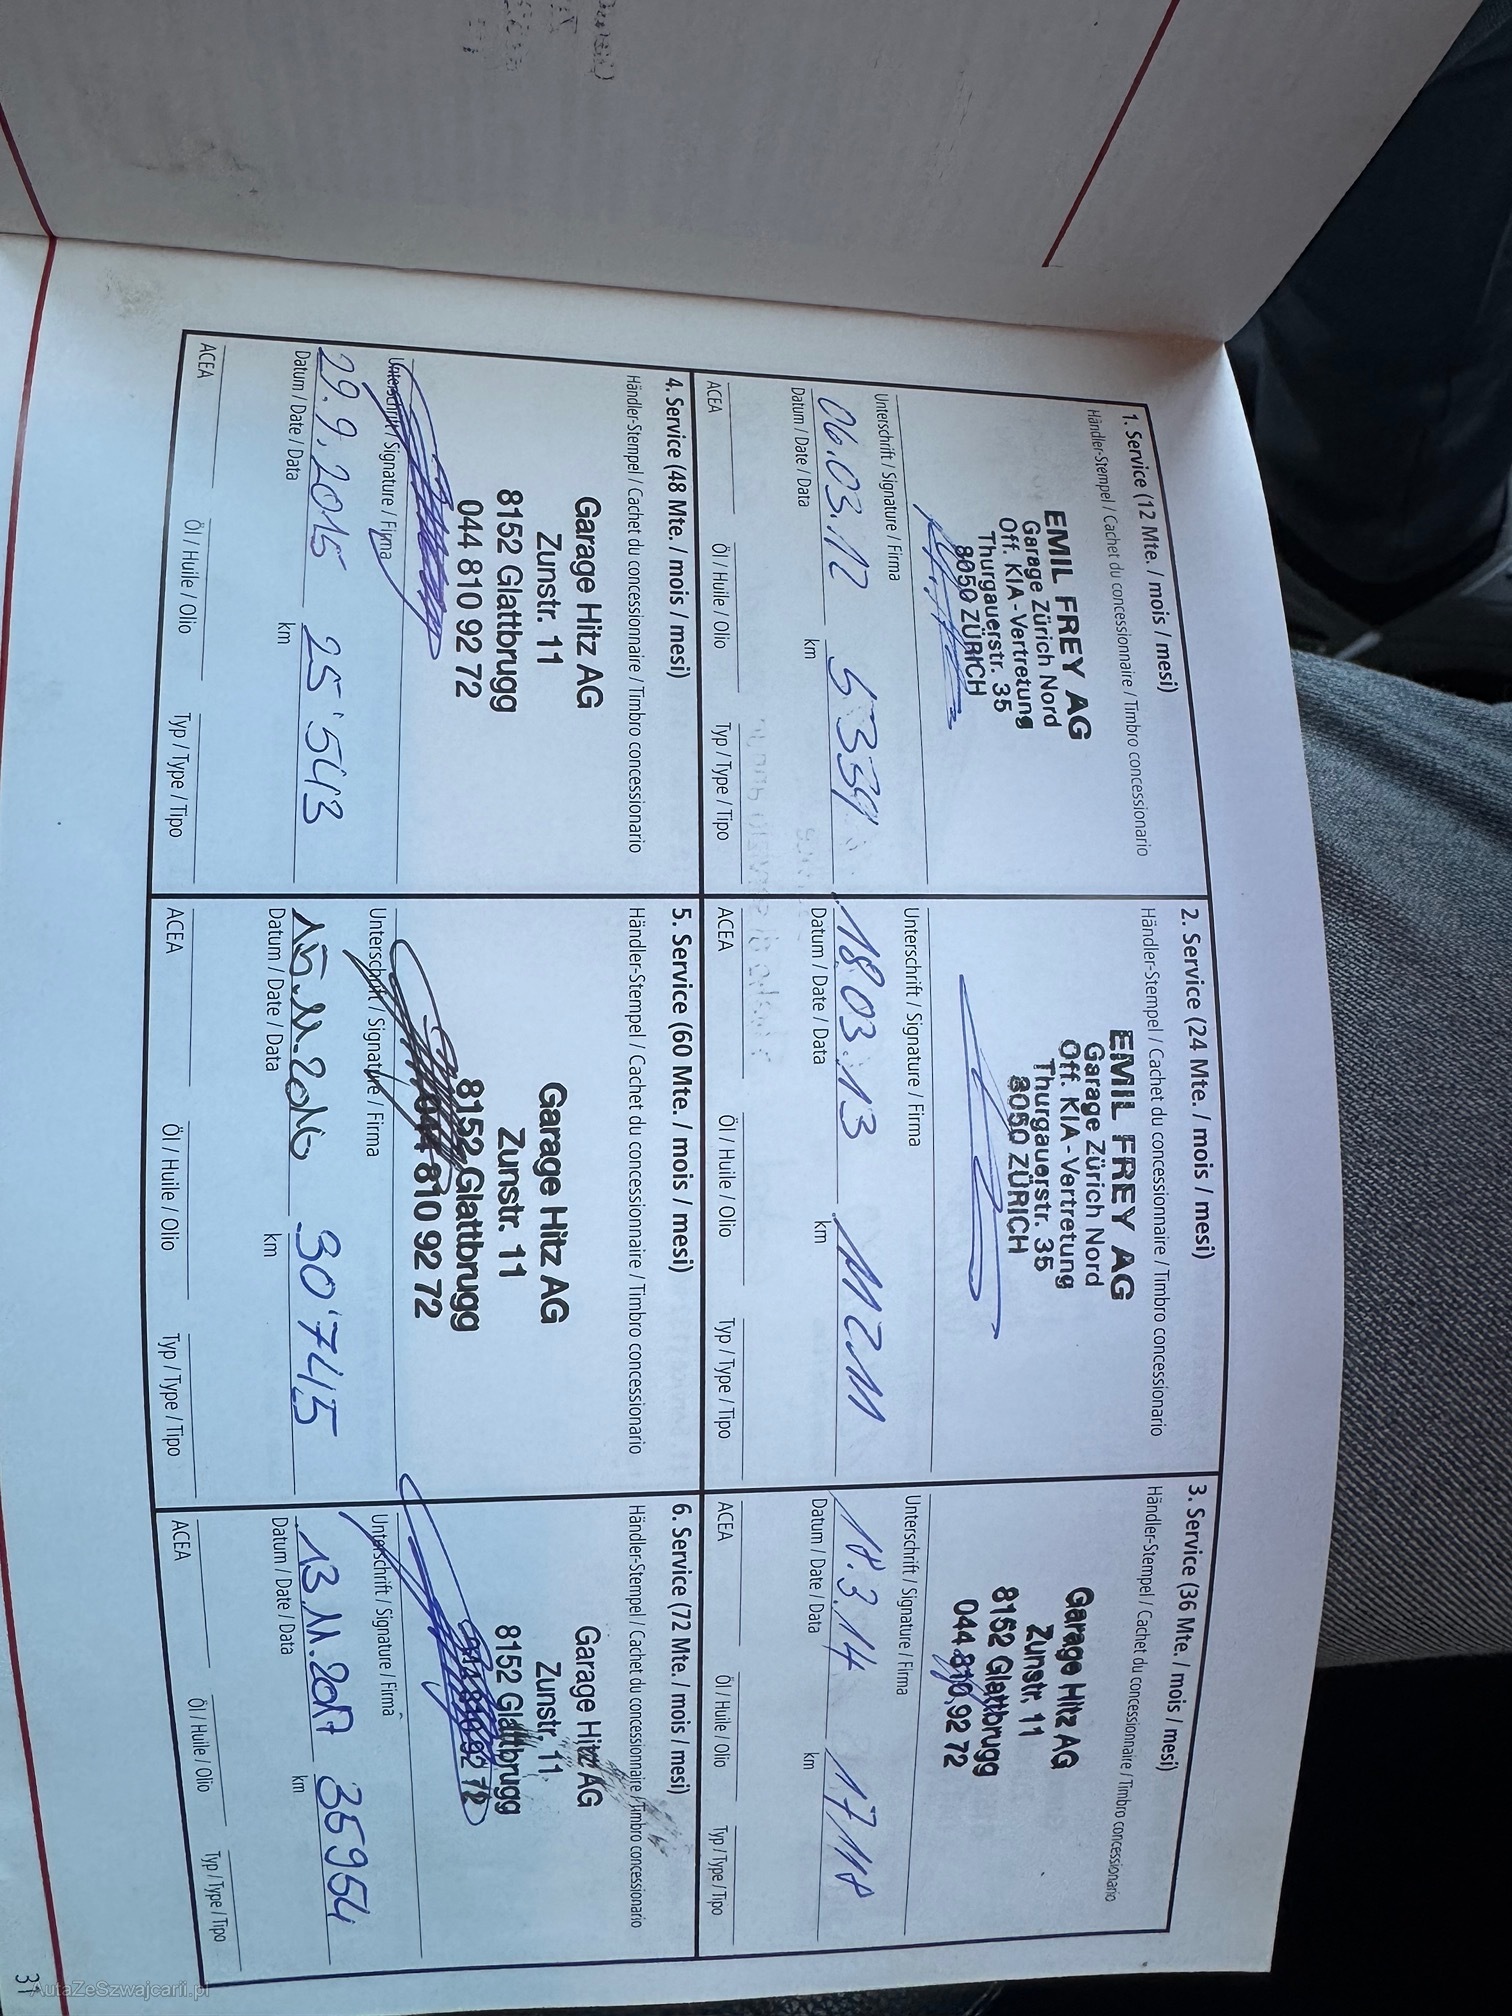 1. Service (12 Mte. / mois / mesi)
Händler-Stempel / Cachet du concessionnaire / Timbro concessionario
EMIL FREY AG
Garage Zürich Nord
Off. KIA-Vertretung
Thurgauerstr. 35
8050 ZÜRICH
Unterschrift / Signature / Firma
06.03.12 5339
Datum / Date / Data km
ACEA Öl / Huile / Olio Typ / Type / Tipo
2. Service (24 Mte. / mois / mesi)
Händler-Stempel / Cachet du concessionnaire / Timbro concessionario
EMIL FREY AG
Garage Zürich Nord
Off. KIA-Vertretung
Thurgauerstr. 35
8050 ZÜRICH
Unterschrift / Signature / Firma
18.03.13 11211
Datum / Date / Data km
ACEA Öl / Huile / Olio Typ / Type / Tipo
3. Service (36 Mte. / mois / mesi)
Händler-Stempel / Cachet du concessionnaire / Timbro concessionario
Garage Hitz AG
Zunstr. 11
8152 Glattbrugg
044 810 92 72
Unterschrift / Signature / Firma
18.3.14 17118
Datum / Date / Data km
ACEA Öl / Huile / Olio Typ / Type / Tipo
4. Service (48 Mte. / mois / mesi)
Händler-Stempel / Cachet du concessionnaire / Timbro concessionario
Garage Hitz AG
Zunstr. 11
8152 Glattbrugg
044 810 92 72
Unterschrift / Signature / Firma
29.9.2015 25'543
Datum / Date / Data km
ACEA Öl / Huile / Olio Typ / Type / Tipo
5. Service (60 Mte. / mois / mesi)
Händler-Stempel / Cachet du concessionnaire / Timbro concessionario
Garage Hitz AG
Zunstr. 11
8152 Glattbrugg
044 810 92 72
Unterschrift / Signature / Firma
15.11.2016 30'745
Datum / Date / Data km
ACEA Öl / Huile / Olio Typ / Type / Tipo
6. Service (72 Mte. / mois / mesi)
Händler-Stempel / Cachet du concessionnaire / Timbro concessionario
Garage Hitz AG
Zunstr. 11
8152 Glattbrugg
044 810 92 72
Unterschrift / Signature / Firma
13.11.2017 35954
Datum / Date / Data km
ACEA Öl / Huile / Olio Typ / Type / Tipo
AutaZeSzwajcarii.pl